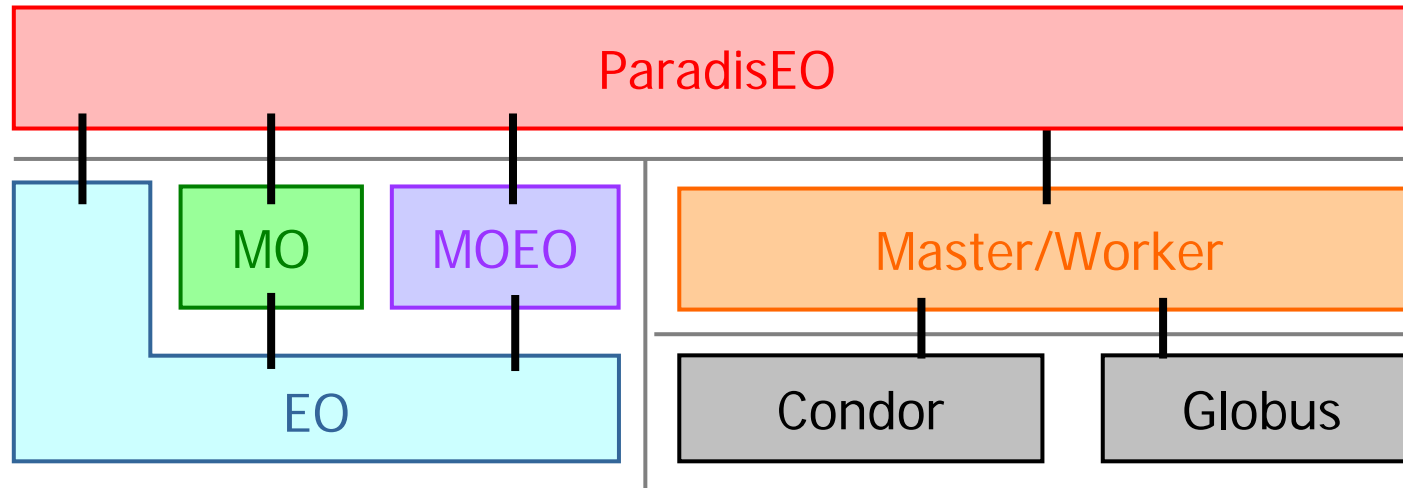 ParadisEO
MO
MOEO
Master/Worker
EO
Condor
Globus